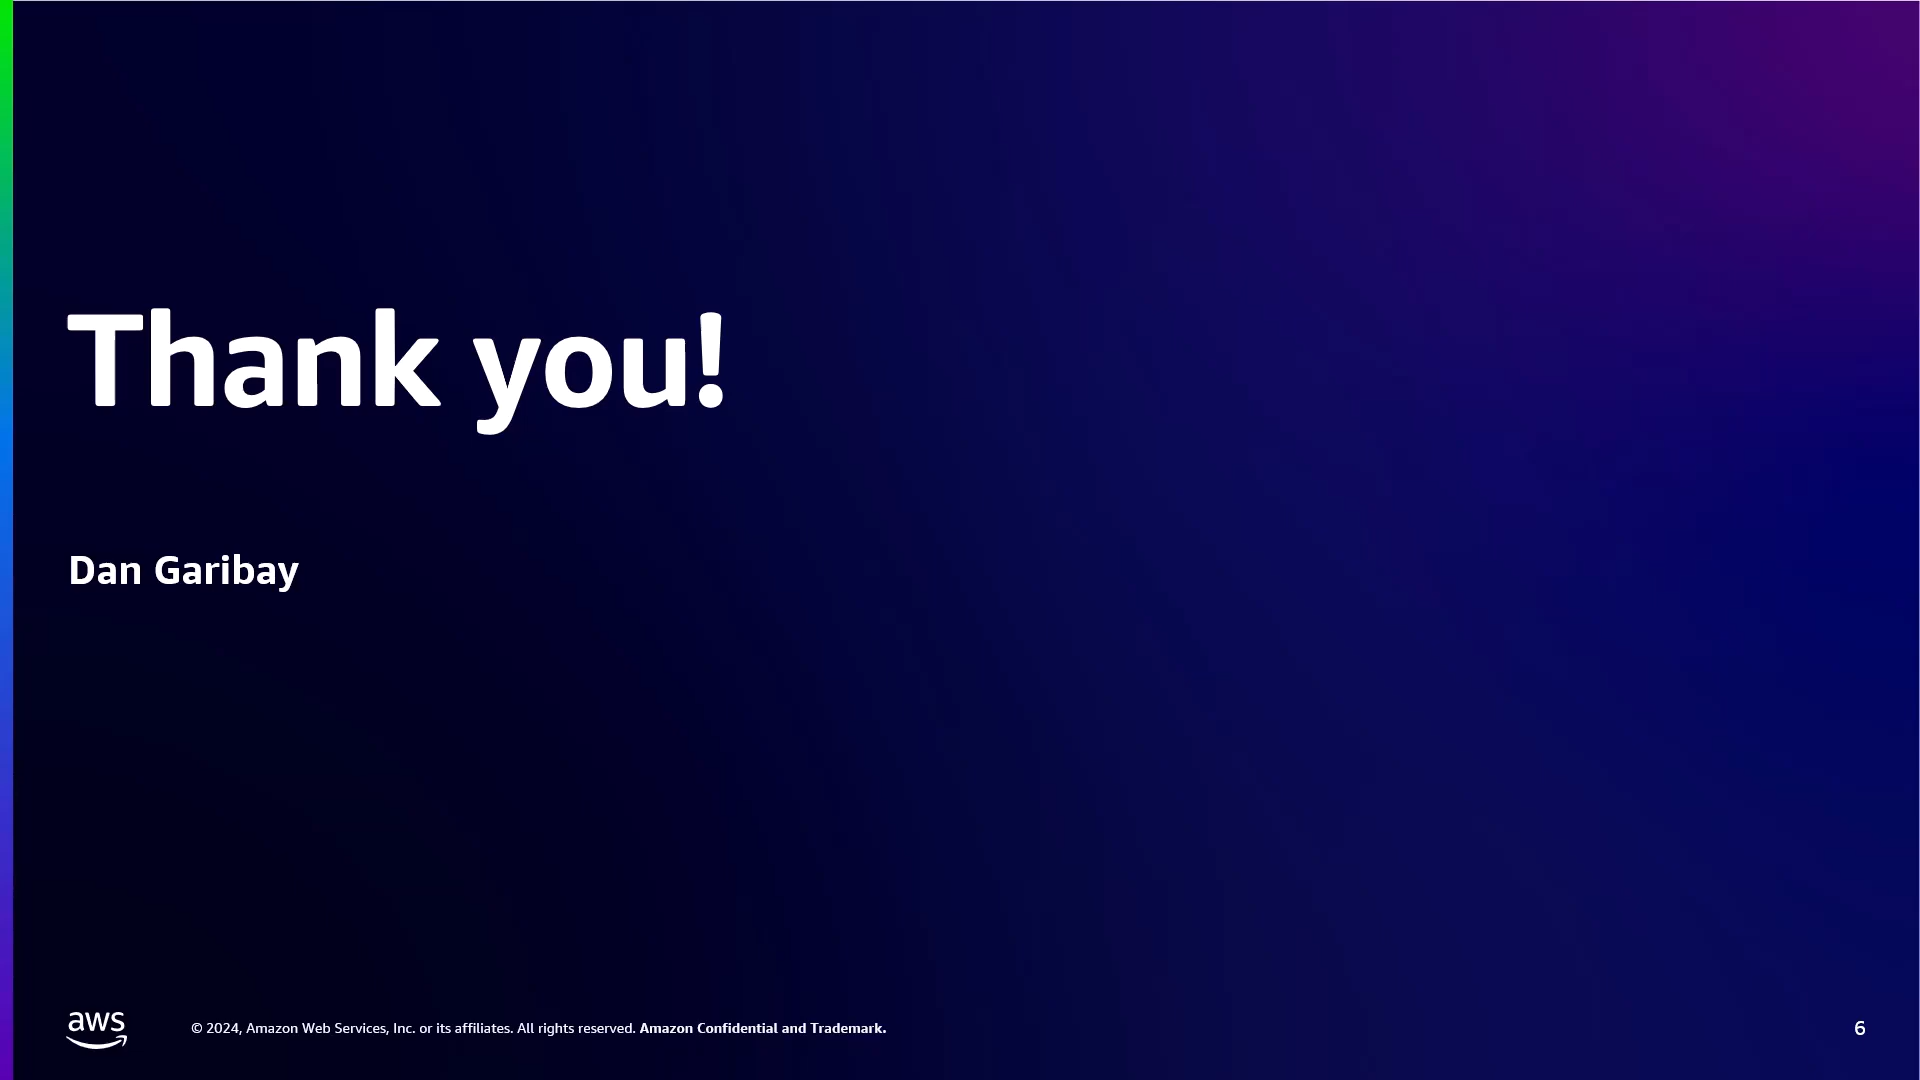 Thank you!
Dan Garibay
aws
© 2024, Amazon Web Services, Inc. or its affiliates. All rights reserved. Amazon Confidential and Trademark.
6